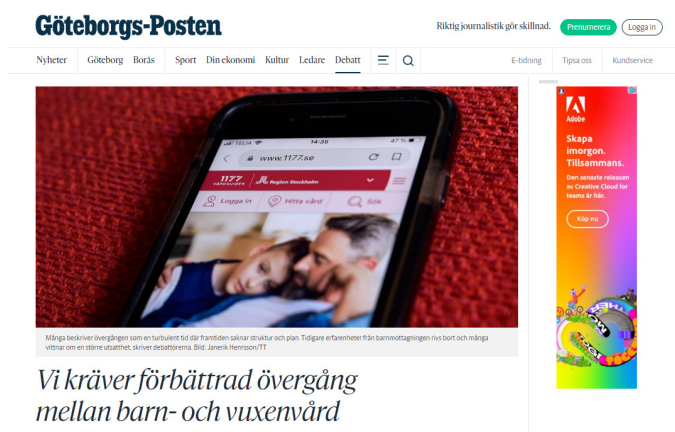 Göteborgs-Posten
Riktig journalistik gör skillnad.
Prenumerera
Logga in
Nyheter
Göteborg
Borås
Sport
Din ekonomi
Kultur
Ledare
Debatt
E-tidning
Tipsa oss
Kundservice
ANNONS
TELIA
14:35
47 %
www.1177.se
1177
VÅRDGUIDEN
Region Stockholm
Logga in
Hitta vård
Sök
Adobe
Skapa
imorgon.
Tillsammans.
Den senaste releasen
av Creative Cloud for
teams är här.
Köp nu
Många beskriver övergången som en turbulent tid där framtiden saknar struktur och plan. Tidigare erfarenheter från barnmottagningen rivs bort och många
vittnar om en större utsatthet, skriver debattörerna. Bild: Janerik Henrsson/TT
Vi kräver förbättrad övergång
mellan barn- och vuxenvård